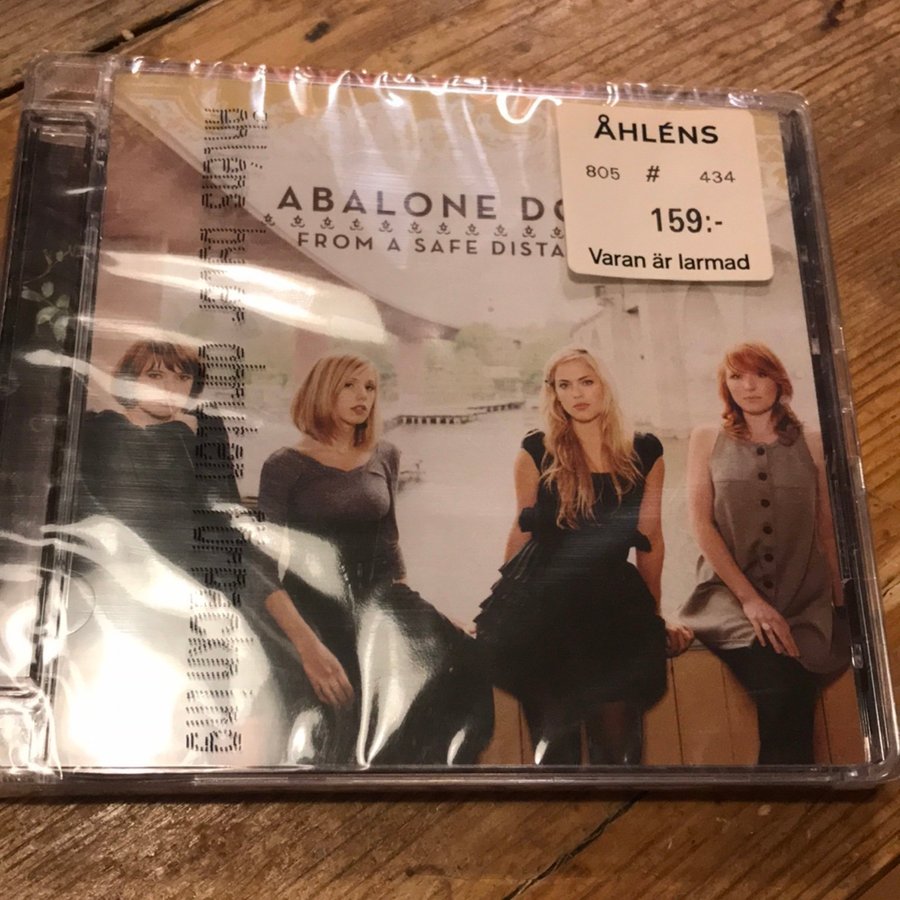 ÅHLÉNS
805 # 434
159:-
Varan är larmad
ABALONE DO
FROM A SAFE DISTA